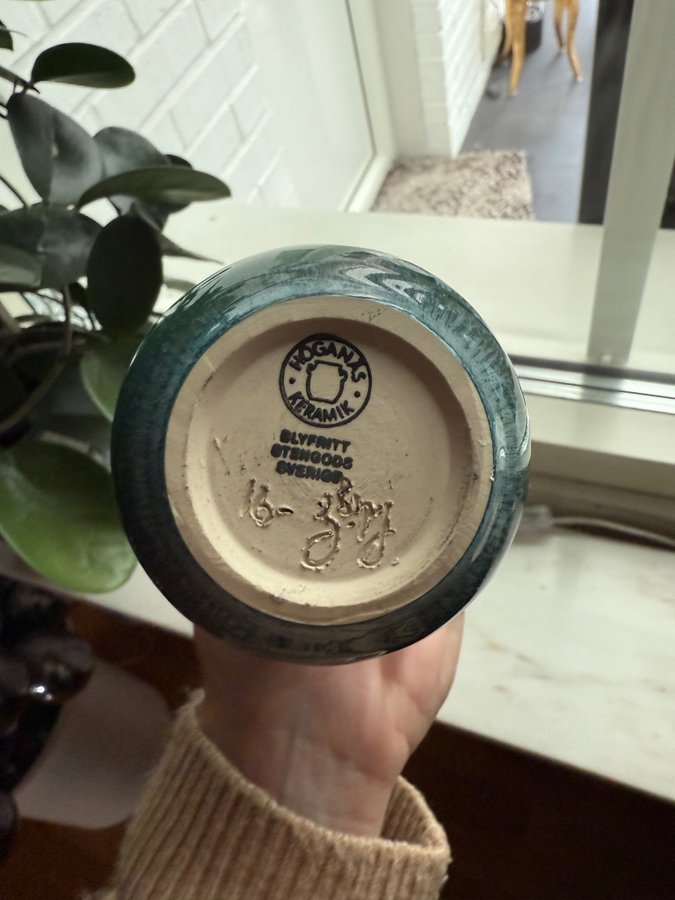 HÖGANÄS
KERAMIK
BLYFRITT
STENGODS
SVERIGE
16-